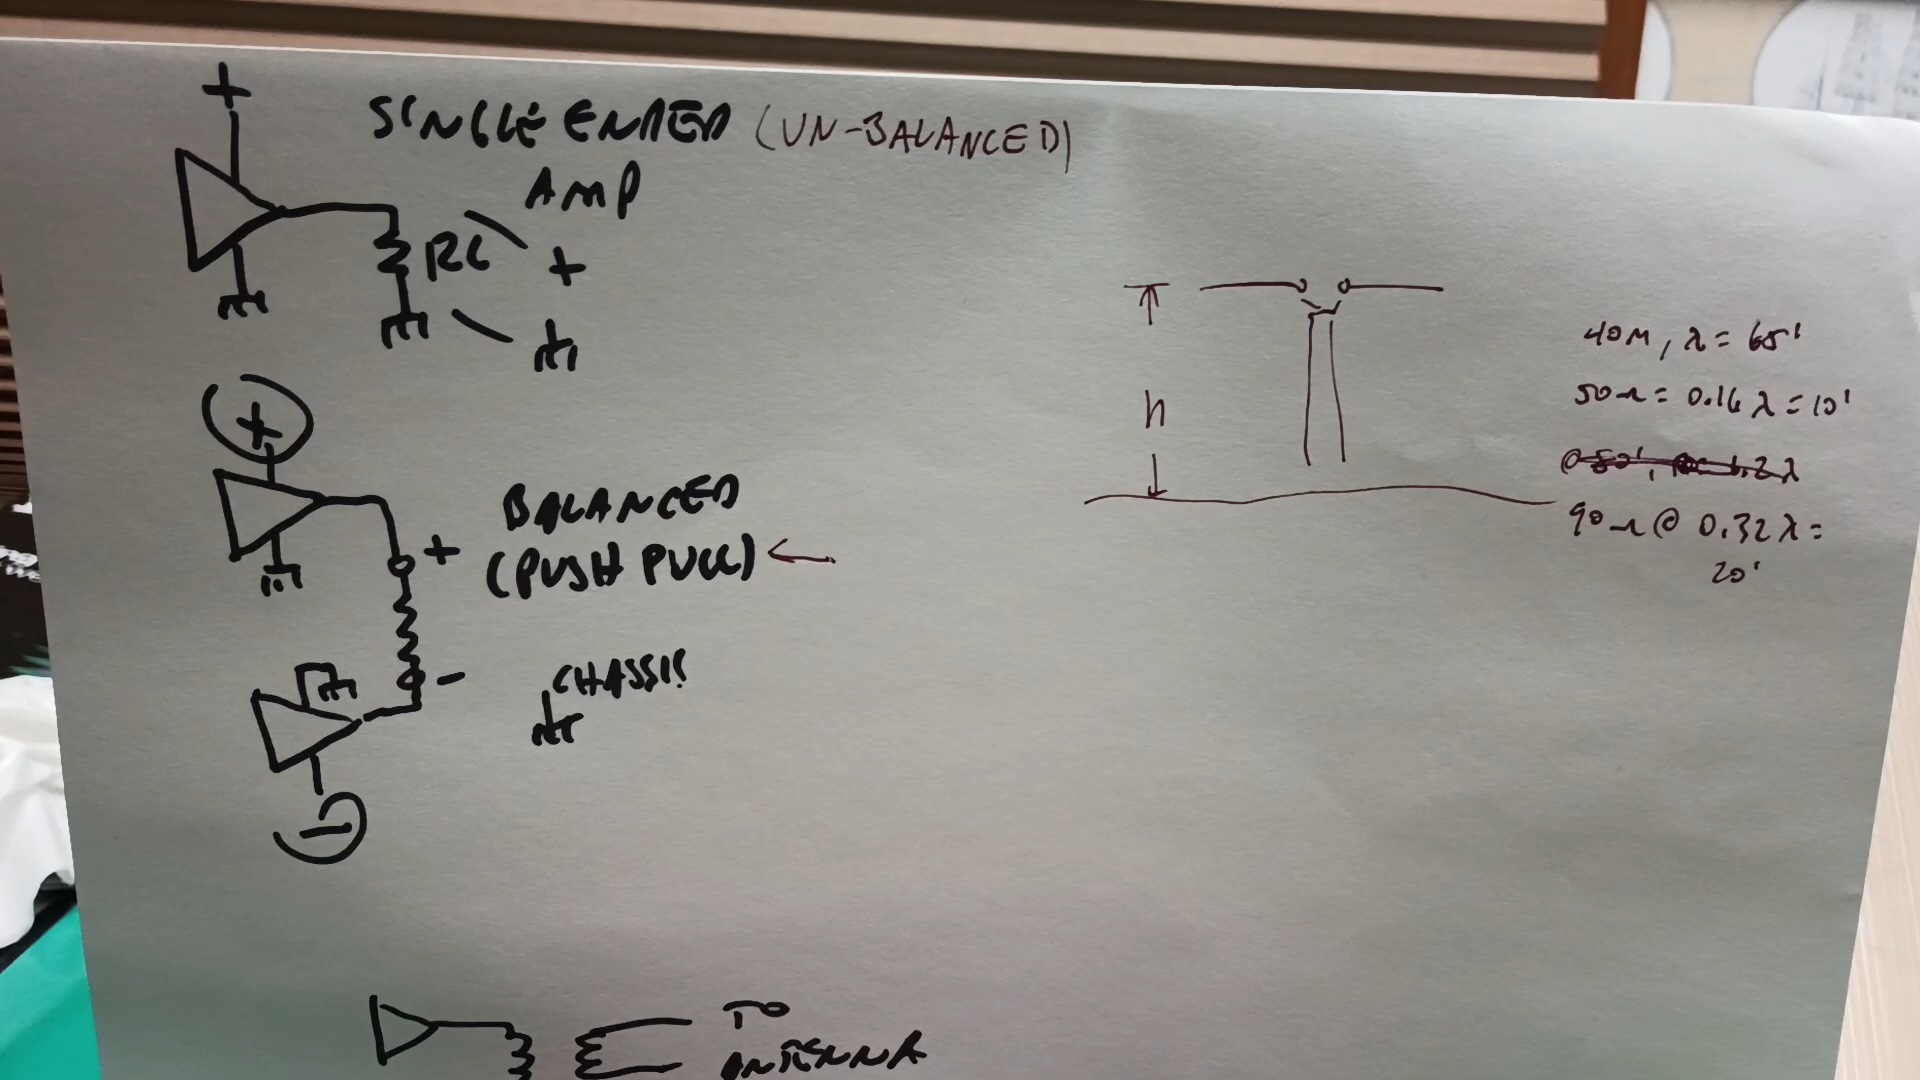 +
SINGLE ENDED (UN-BALANCED)
AMP
RL
+
+
BALANCED
+
(PUSH PULL)
-
CHASSIS
-
TO
ANTENNA
h
40M, λ = 65'
50Ω = 0.16 λ = 10'
90Ω @ 0.32 λ =
20'